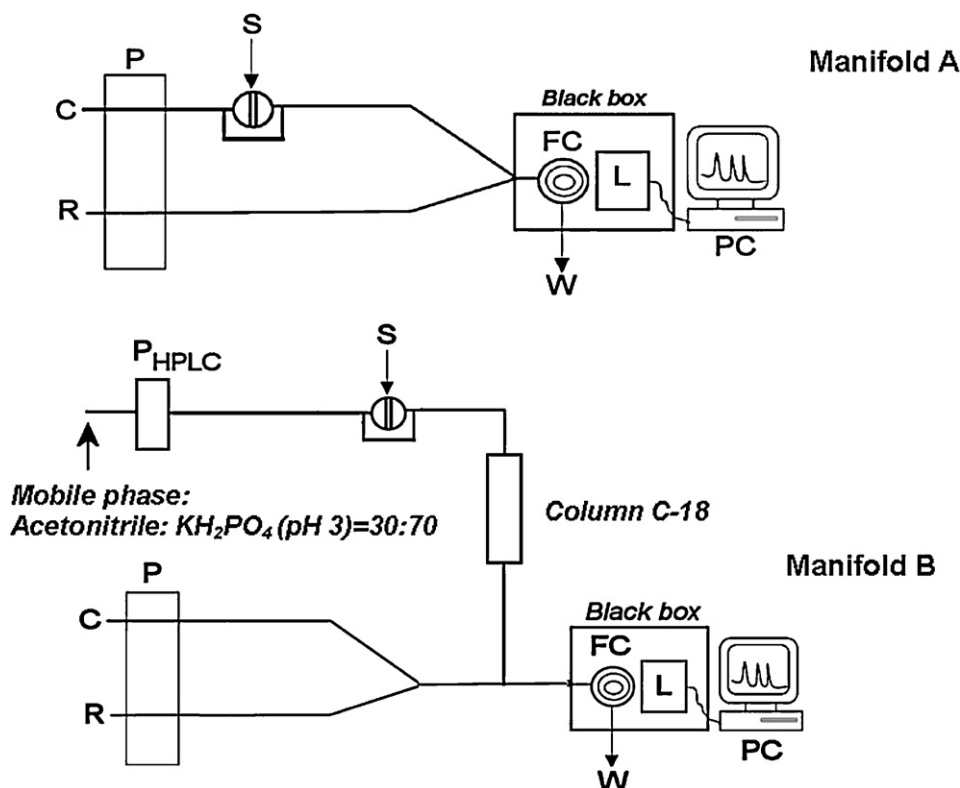 S
P
Manifold A
C
Black box
FC
L
R
PC
W
S
P_HPLC
Mobile phase:
Acetonitrile: KH₂PO₄ (pH 3)=30:70
Column C-18
P
Manifold B
C
Black box
FC
L
R
PC
W